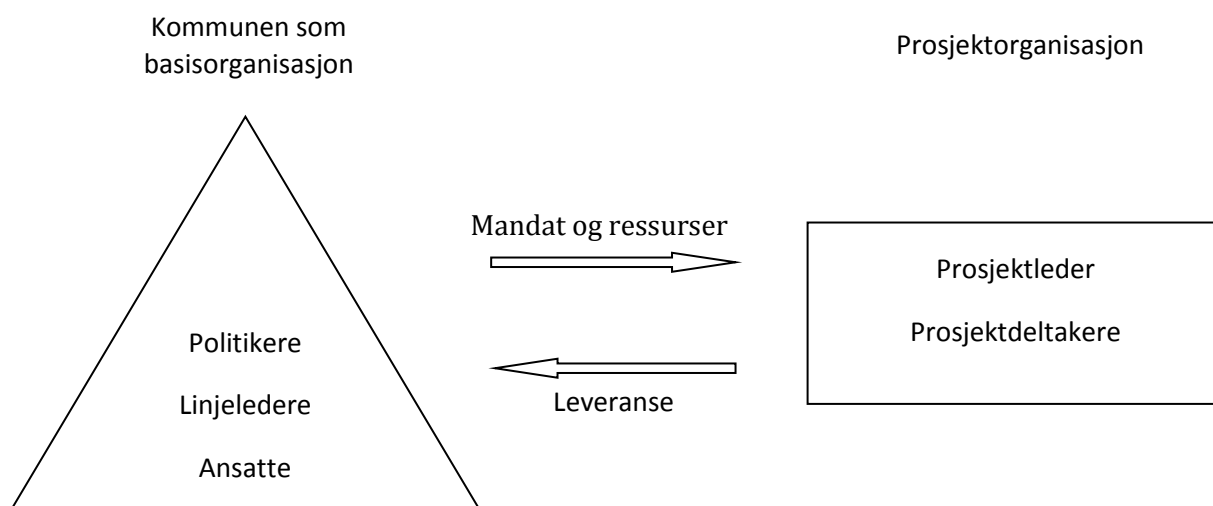 Kommunen som
basisorganisasjon
Prosjektorganisasjon
Mandat og ressurser
Prosjektleder
Prosjektdeltakere
Politikere
Linjeledere
Ansatte
Leveranse